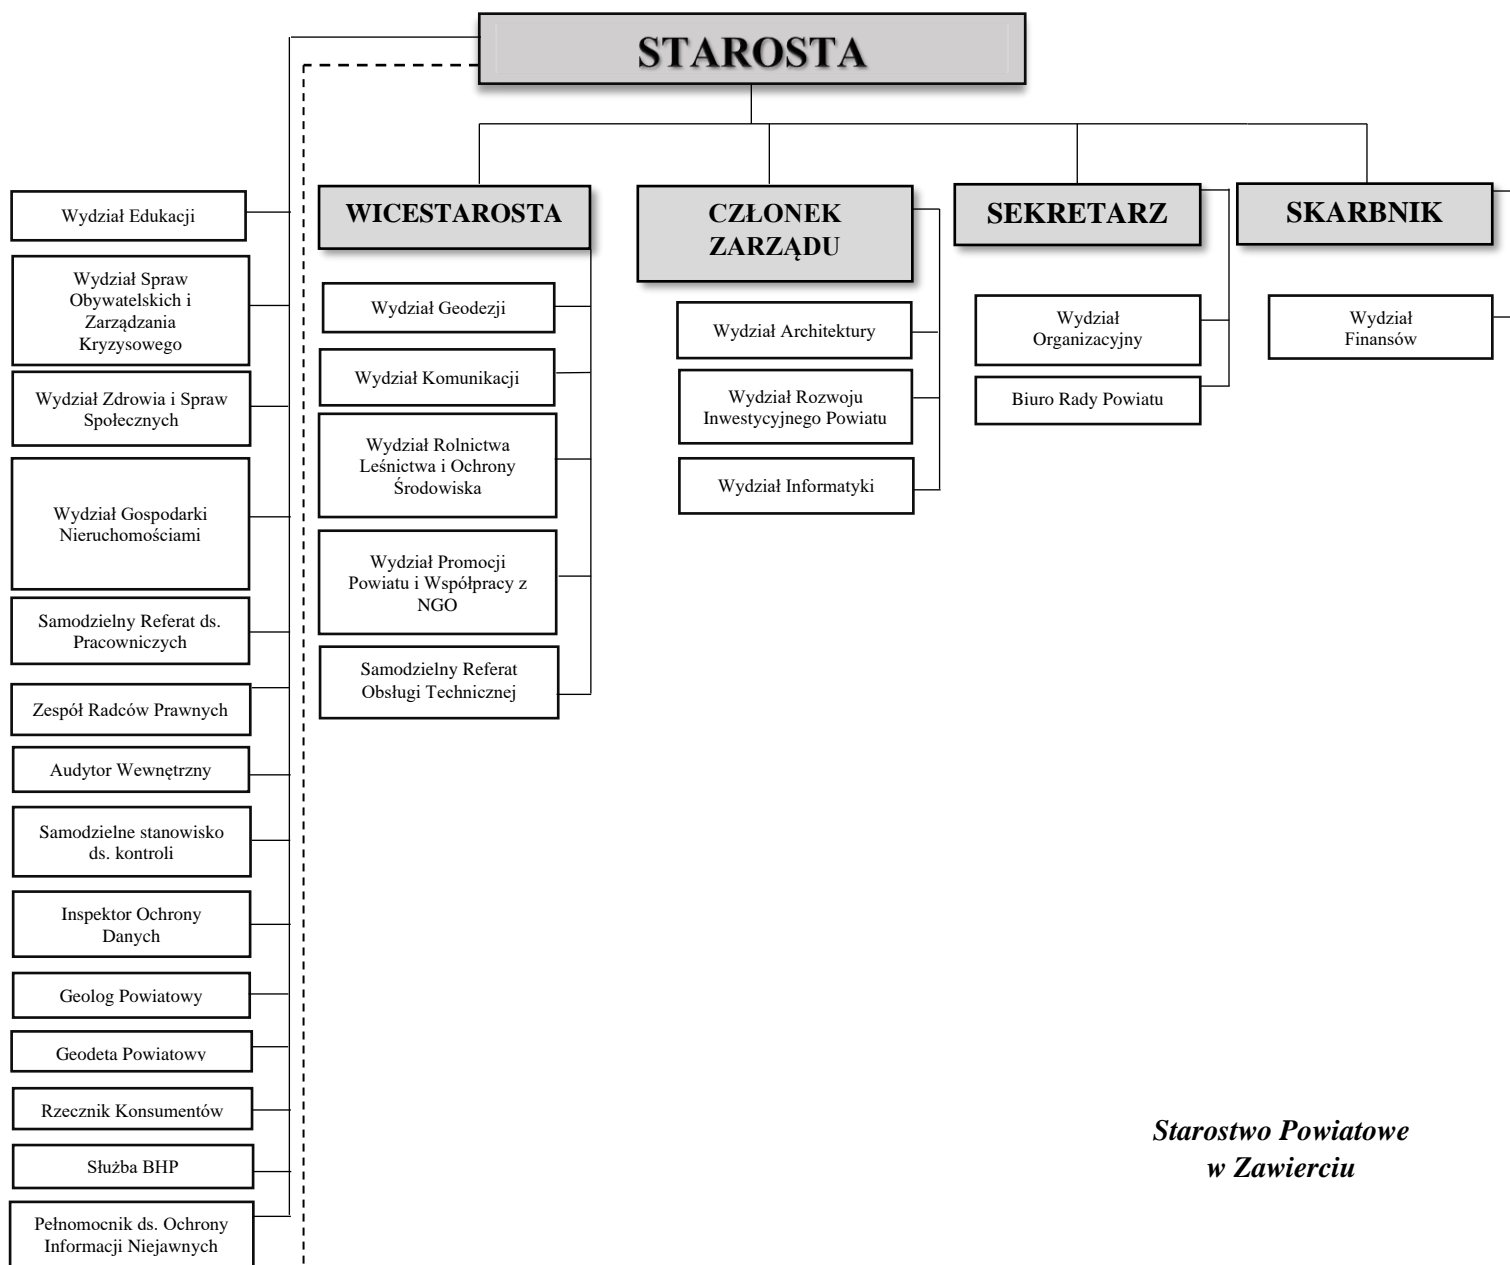 STAROSTA
WICESTAROSTA
CZŁONEK
ZARZĄDU
SEKRETARZ
SKARBNIK
Wydział Edukacji
Wydział Spraw
Obywatelskich i
Zarządzania
Kryzysowego
Wydział Zdrowia i Spraw
Społecznych
Wydział Gospodarki
Nieruchomościami
Samodzielny Referat ds.
Pracowniczych
Zespół Radców Prawnych
Audytor Wewnętrzny
Samodzielne stanowisko
ds. kontroli
Inspektor Ochrony
Danych
Geolog Powiatowy
Geodeta Powiatowy
Rzecznik Konsumentów
Służba BHP
Pełnomocnik ds. Ochrony
Informacji Niejawnych
Wydział Geodezji
Wydział Komunikacji
Wydział Rolnictwa
Leśnictwa i Ochrony
Środowiska
Wydział Promocji
Powiatu i Współpracy z
NGO
Samodzielny Referat
Obsługi Technicznej
Wydział Architektury
Wydział Rozwoju
Inwestycyjnego Powiatu
Wydział Informatyki
Wydział
Organizacyjny
Biuro Rady Powiatu
Wydział
Finansów
Starostwo Powiatowe
w Zawierciu